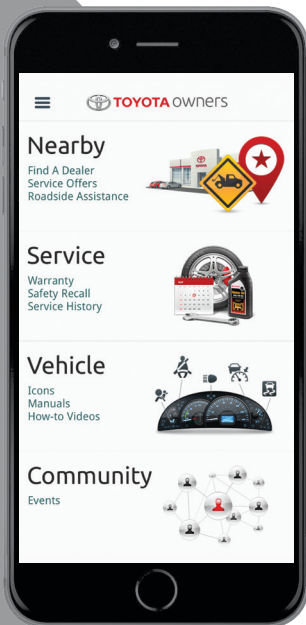 TOYOTA OWNERS
Nearby
Find A Dealer
Service Offers
Roadside Assistance
Service
Warranty
Safety Recall
Service History
Vehicle
Icons
Manuals
How-to Videos
Community
Events